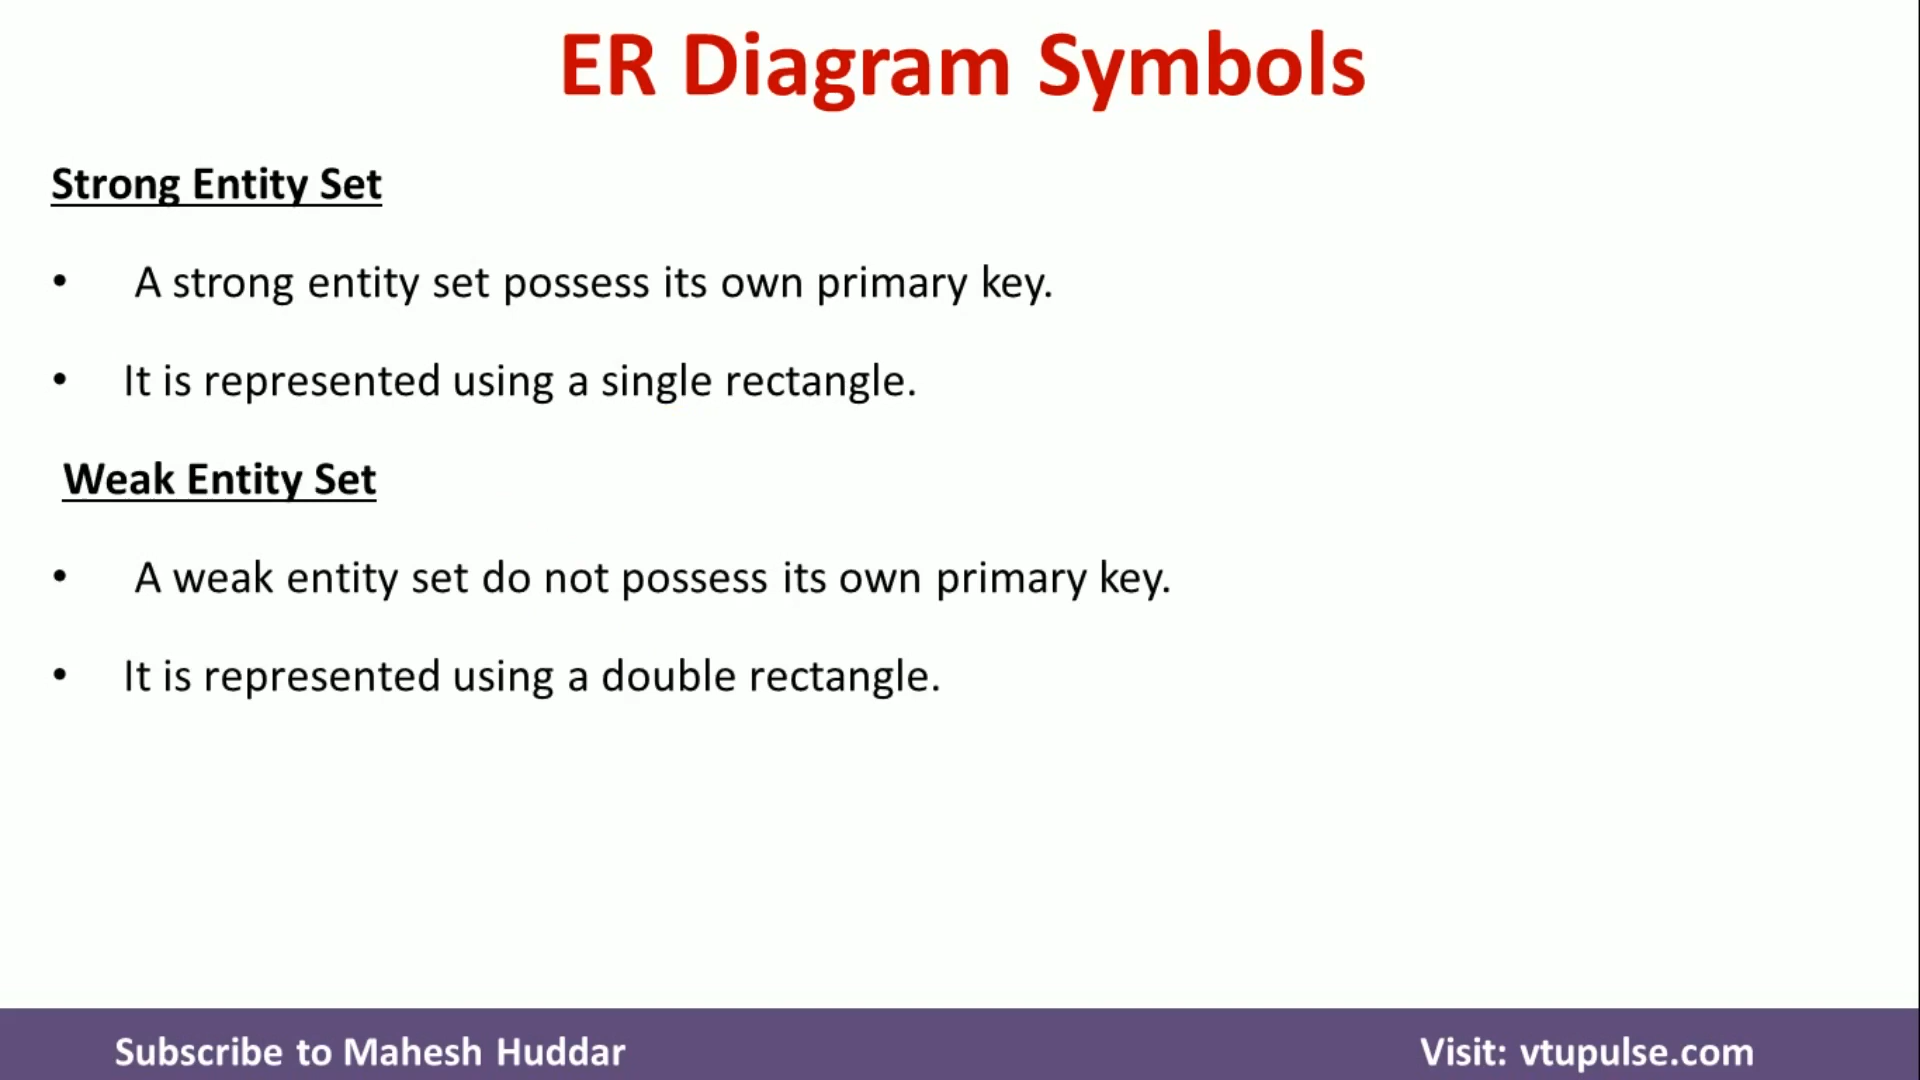 ER Diagram Symbols
Strong Entity Set
• A strong entity set possess its own primary key.
• It is represented using a single rectangle.
Weak Entity Set
• A weak entity set do not possess its own primary key.
• It is represented using a double rectangle.
Subscribe to Mahesh Huddar
Visit: vtupulse.com